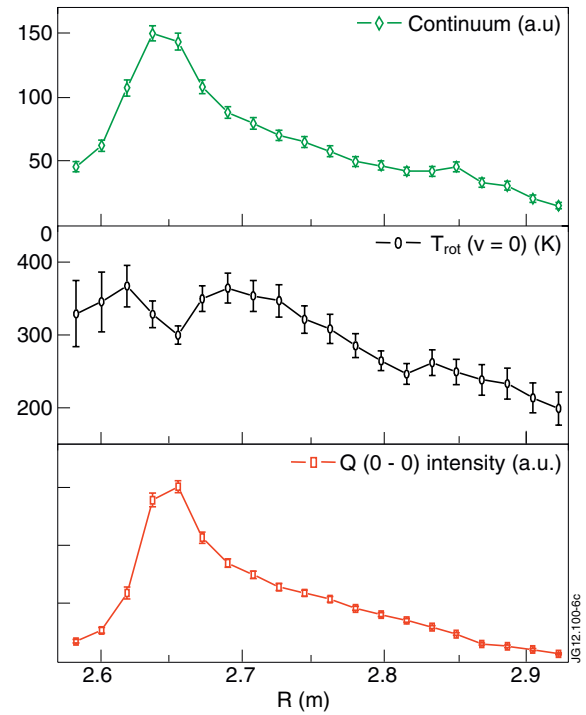 Continuum (a.u)
150
100
50
0
T_rot (v = 0) (K)
400
300
200
Q (0 - 0) intensity (a.u.)
JG12.100-6c
2.6 2.7 2.8 2.9
R (m)